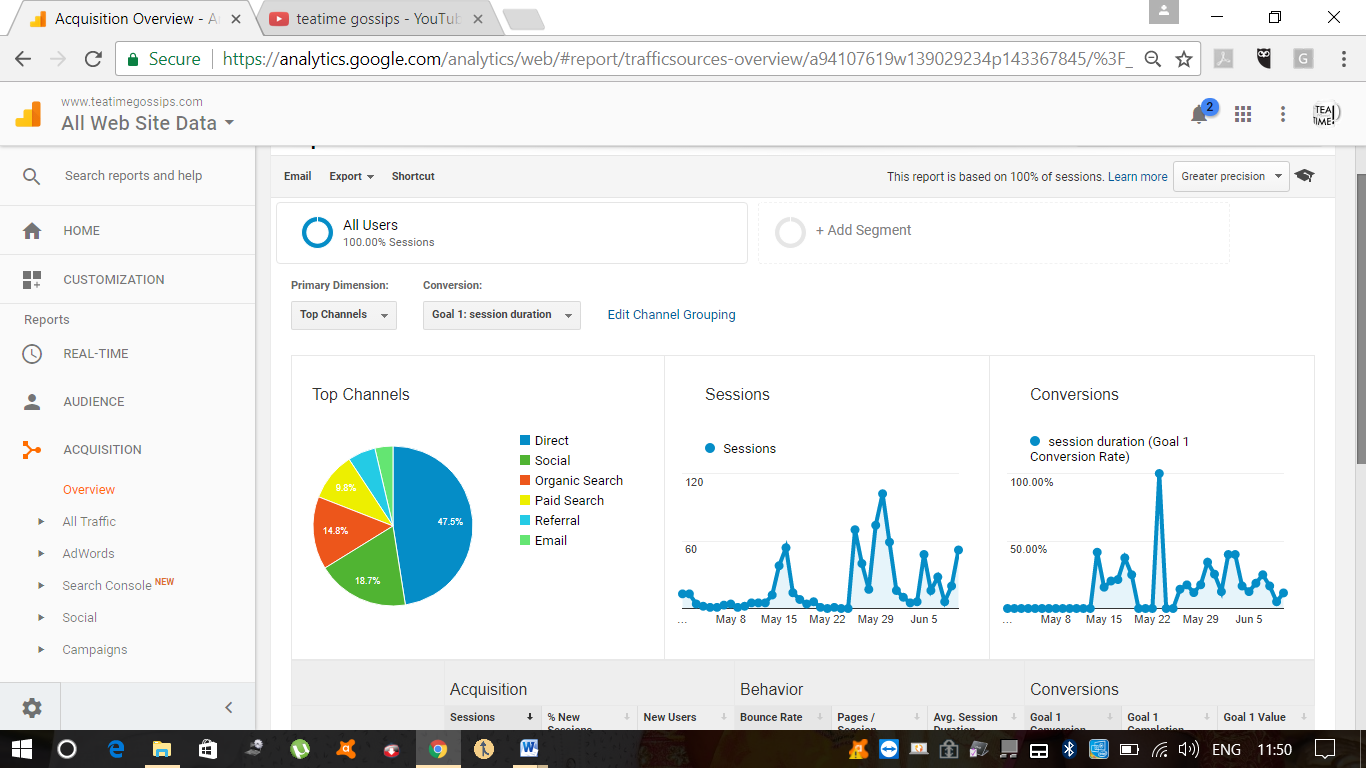 Acquisition Overview - A
teatime gossips - YouTub
Secure https://analytics.google.com/analytics/web/#report/trafficsources-overview/a94107619w139029234p143367845/%3F_
www.teatimegossips.com
All Web Site Data
2
TEA
TIME!
Search reports and help
HOME
CUSTOMIZATION
Reports
REAL-TIME
AUDIENCE
ACQUISITION
Overview
All Traffic
AdWords
Search Console NEW
Social
Campaigns
Email Export Shortcut
This report is based on 100% of sessions. Learn more Greater precision
All Users
100.00% Sessions
+ Add Segment
Primary Dimension: Conversion:
Top Channels Goal 1: session duration Edit Channel Grouping
Top Channels
Direct
Social
Organic Search
Paid Search
Referral
Email
47.5%
18.7%
14.8%
9.8%
Sessions
Sessions
120
60
... May 8 May 15 May 22 May 29 Jun 5
Conversions
session duration (Goal 1
Conversion Rate)
100.00%
50.00%
... May 8 May 15 May 22 May 29 Jun 5
Acquisition Behavior Conversions
Sessions % New New Users Bounce Rate Pages / Avg. Session Goal 1 Goal 1 Goal 1 Value
ENG 11:50